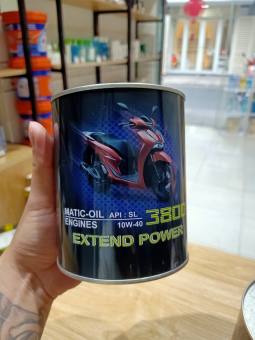 MATIC-OIL API : SL 3800
ENGINES 10W-40
EXTEND POWER